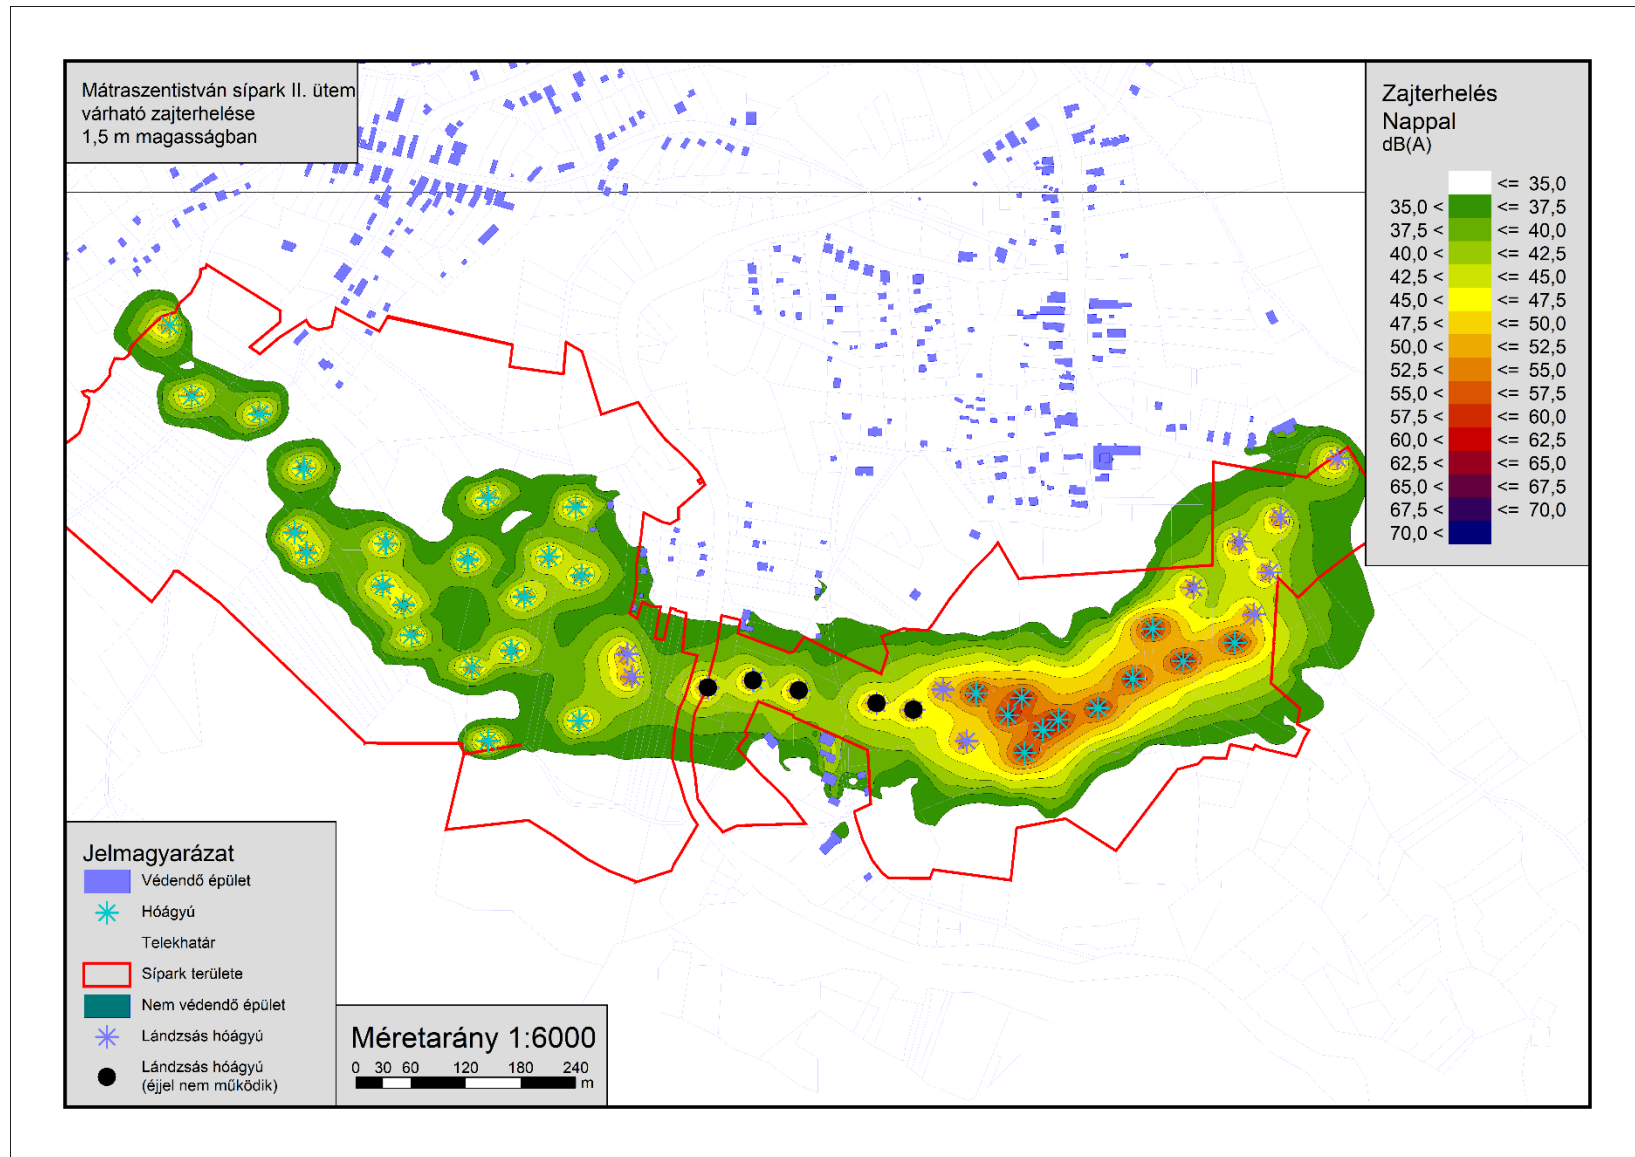 Mátraszentistván sípark II. ütem
várható zajterhelése
1,5 m magasságban
Zajterhelés
Nappal
dB(A)
<= 35,0
35,0 < <= 37,5
37,5 < <= 40,0
40,0 < <= 42,5
42,5 < <= 45,0
45,0 < <= 47,5
47,5 < <= 50,0
50,0 < <= 52,5
52,5 < <= 55,0
55,0 < <= 57,5
57,5 < <= 60,0
60,0 < <= 62,5
62,5 < <= 65,0
65,0 < <= 67,5
67,5 < <= 70,0
70,0 <
Jelmagyarázat
Védendő épület
Hóágyú
Telekhatár
Sípark területe
Nem védendő épület
Lándzsás hóágyú
Lándzsás hóágyú
(éjjel nem működik)
Méretarány 1:6000
0 30 60 120 180 240
m